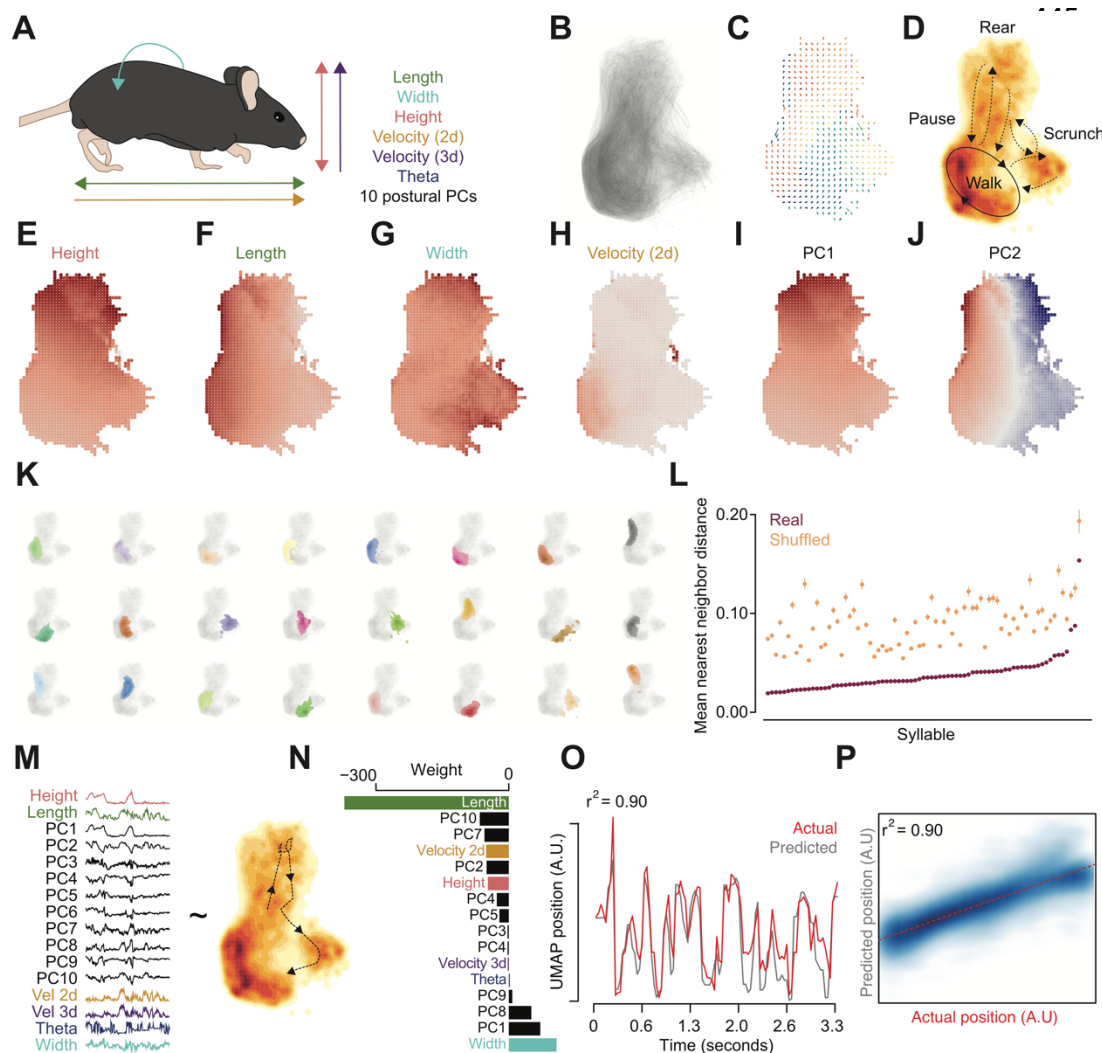 A
Length
Width
Height
Velocity (2d)
Velocity (3d)
Theta
10 postural PCs
B
C
D
Rear
Pause
Scrunch
Walk
E
Height
F
Length
G
Width
H
Velocity (2d)
I
PC1
J
PC2
K
L
Mean nearest neighbor distance
0.20
0.10
0.00
Real
Shuffled
Syllable
M
Height
Length
PC1
PC2
PC3
PC4
PC5
PC6
PC7
PC8
PC9
PC10
Vel 2d
Vel 3d
Theta
Width
~
N
Weight
−300
0
Length
PC10
PC7
Velocity 2d
PC2
Height
PC4
PC5
PC3
PC4
Velocity 3d
Theta
PC9
PC8
PC1
Width
O
r² = 0.90
Actual
Predicted
UMAP position (A.U.)
0 0.6 1.3 2.0 2.6 3.3
Time (seconds)
P
r² = 0.90
Predicted position (A.U)
Actual position (A.U)